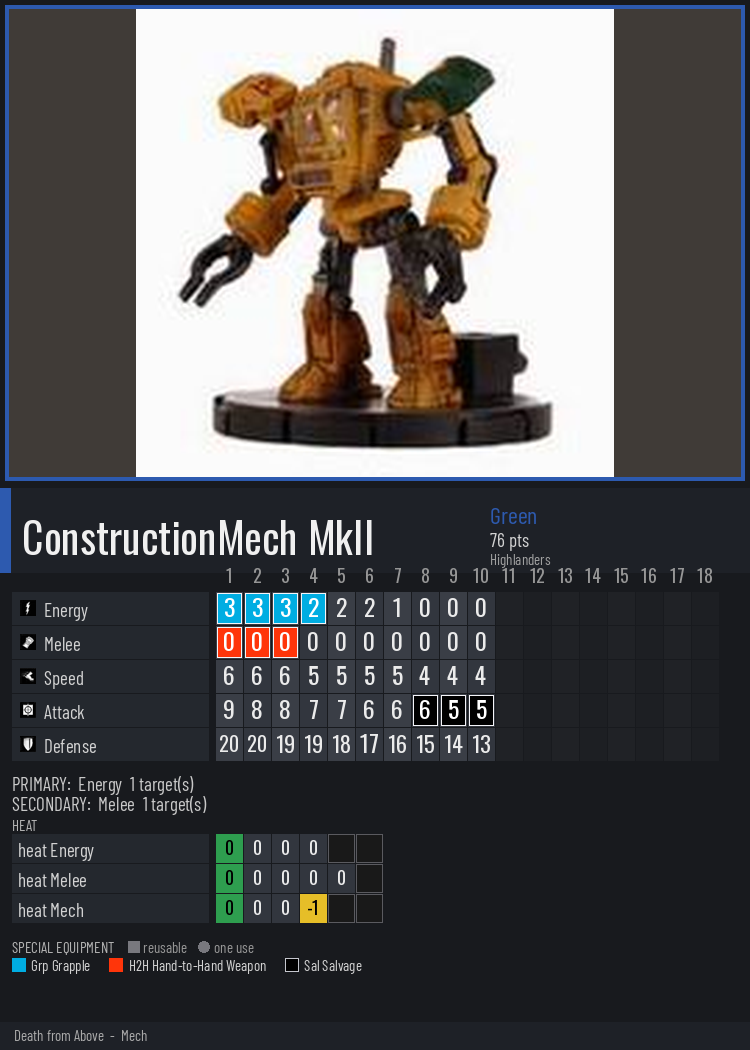 ConstructionMech MkII
Green
76 pts
Highlanders
1 2 3 4 5 6 7 8 9 10 11 12 13 14 15 16 17 18
Energy 3 3 3 2 2 2 1 0 0 0
Melee 0 0 0 0 0 0 0 0 0 0
Speed 6 6 6 5 5 5 5 4 4 4
Attack 9 8 8 7 7 6 6 6 5 5
Defense 20 20 19 19 18 17 16 15 14 13
PRIMARY: Energy 1 target(s)
SECONDARY: Melee 1 target(s)
HEAT
heat Energy 0 0 0 0
heat Melee 0 0 0 0 0
heat Mech 0 0 0 -1
SPECIAL EQUIPMENT reusable one use
Grp Grapple H2H Hand-to-Hand Weapon Sal Salvage
Death from Above - Mech